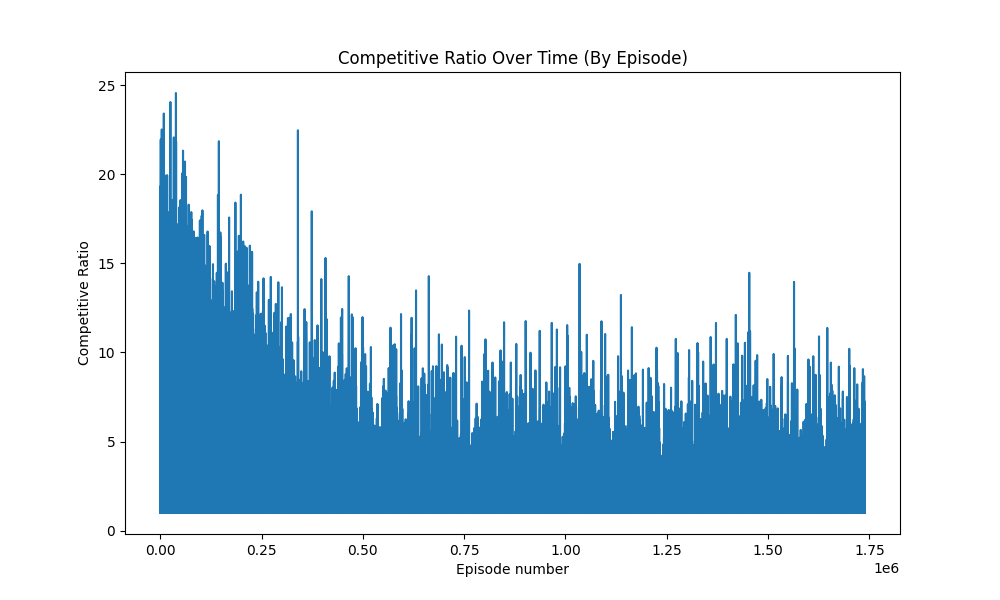 Competitive Ratio Over Time (By Episode)
Competitive Ratio
25
20
15
10
5
0
0.00 0.25 0.50 0.75 1.00 1.25 1.50 1.75
1e6
Episode number